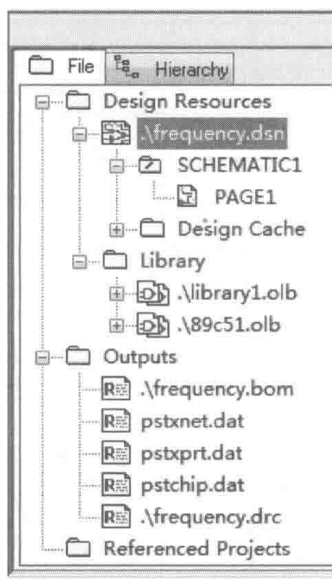 File Hierarchy
Design Resources
.\frequency.dsn
SCHEMATIC1
PAGE1
Design Cache
Library
.\library1.olb
.\89c51.olb
Outputs
.\frequency.bom
pstxnet.dat
pstxprt.dat
pstchip.dat
.\frequency.drc
Referenced Projects